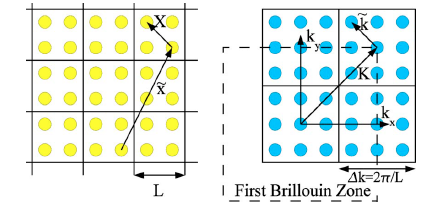 X
x̃
L
k̃
k_y
K
k_x
Δk=2π/L
First Brillouin Zone